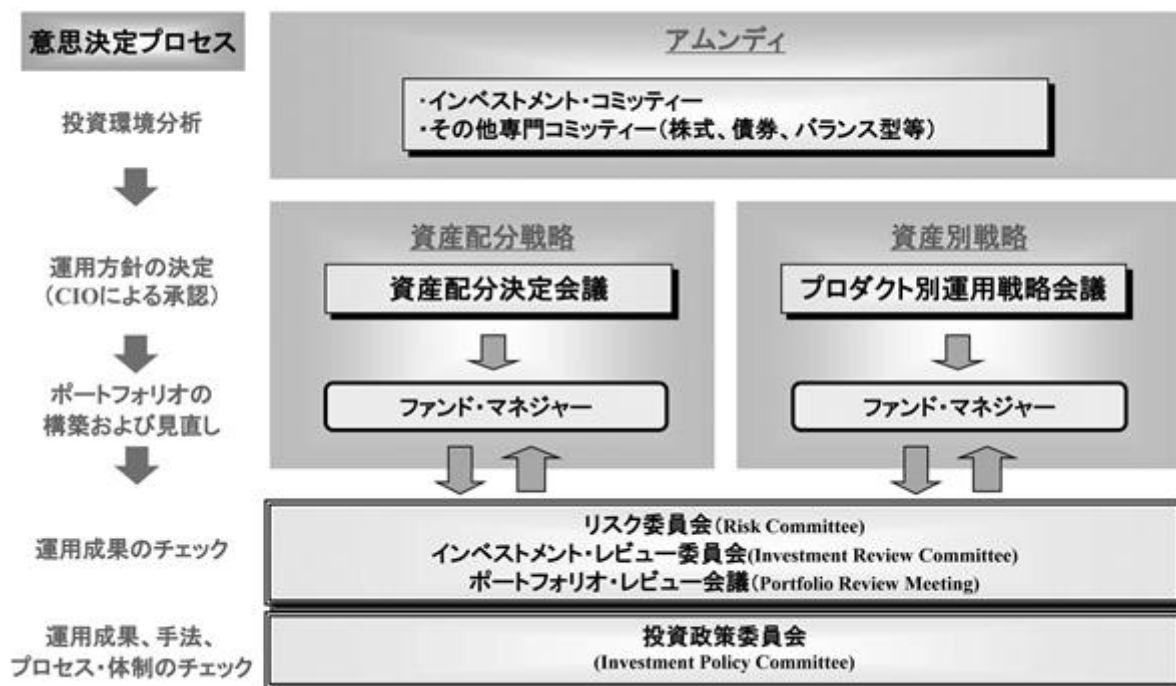 意思決定プロセス
アムンディ
投資環境分析
・インベストメント・コミッティー
・その他専門コミッティー(株式、債券、バランス型等)
資産配分戦略
資産別戦略
運用方針の決定
(CIOによる承認)
資産配分決定会議
プロダクト別運用戦略会議
ポートフォリオの
構築および見直し
ファンド・マネジャー
ファンド・マネジャー
運用成果のチェック
リスク委員会(Risk Committee)
インベストメント・レビュー委員会(Investment Review Committee)
ポートフォリオ・レビュー会議(Portfolio Review Meeting)
運用成果、手法、
プロセス・体制のチェック
投資政策委員会
(Investment Policy Committee)